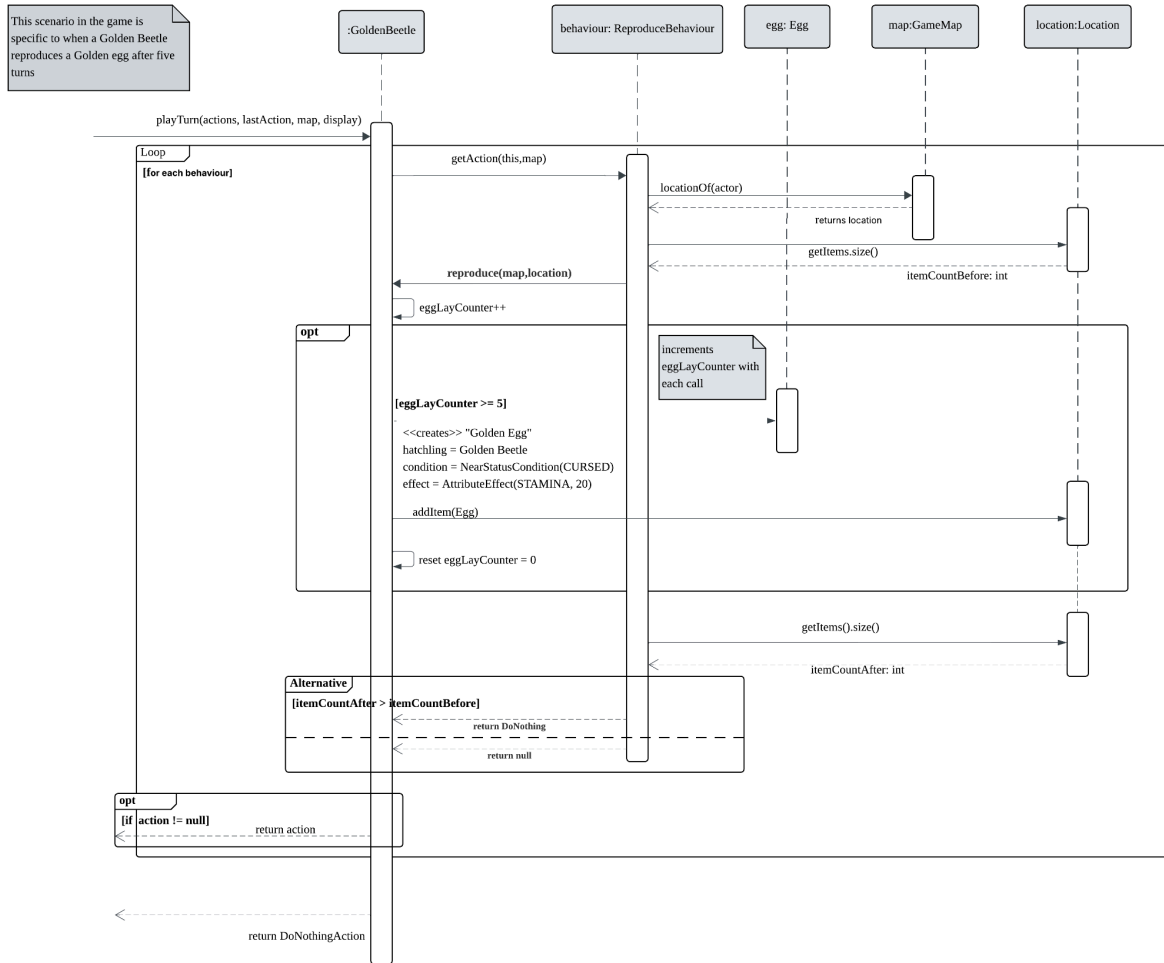 This scenario in the game is
specific to when a Golden Beetle
reproduces a Golden egg after five
turns
:GoldenBeetle
behaviour: ReproduceBehaviour
egg: Egg
map:GameMap
location:Location
playTurn(actions, lastAction, map, display)
Loop
[for each behaviour]
getAction(this,map)
locationOf(actor)
returns location
getItems.size()
itemCountBefore: int
reproduce(map,location)
eggLayCounter++
opt
increments
eggLayCounter with
each call
[eggLayCounter >= 5]
<<creates>> "Golden Egg"
hatchling = Golden Beetle
condition = NearStatusCondition(CURSED)
effect = AttributeEffect(STAMINA, 20)
addItem(Egg)
reset eggLayCounter = 0
getItems().size()
itemCountAfter: int
Alternative
[itemCountAfter > itemCountBefore]
return DoNothing
return null
opt
[if action != null]
return action
return DoNothingAction